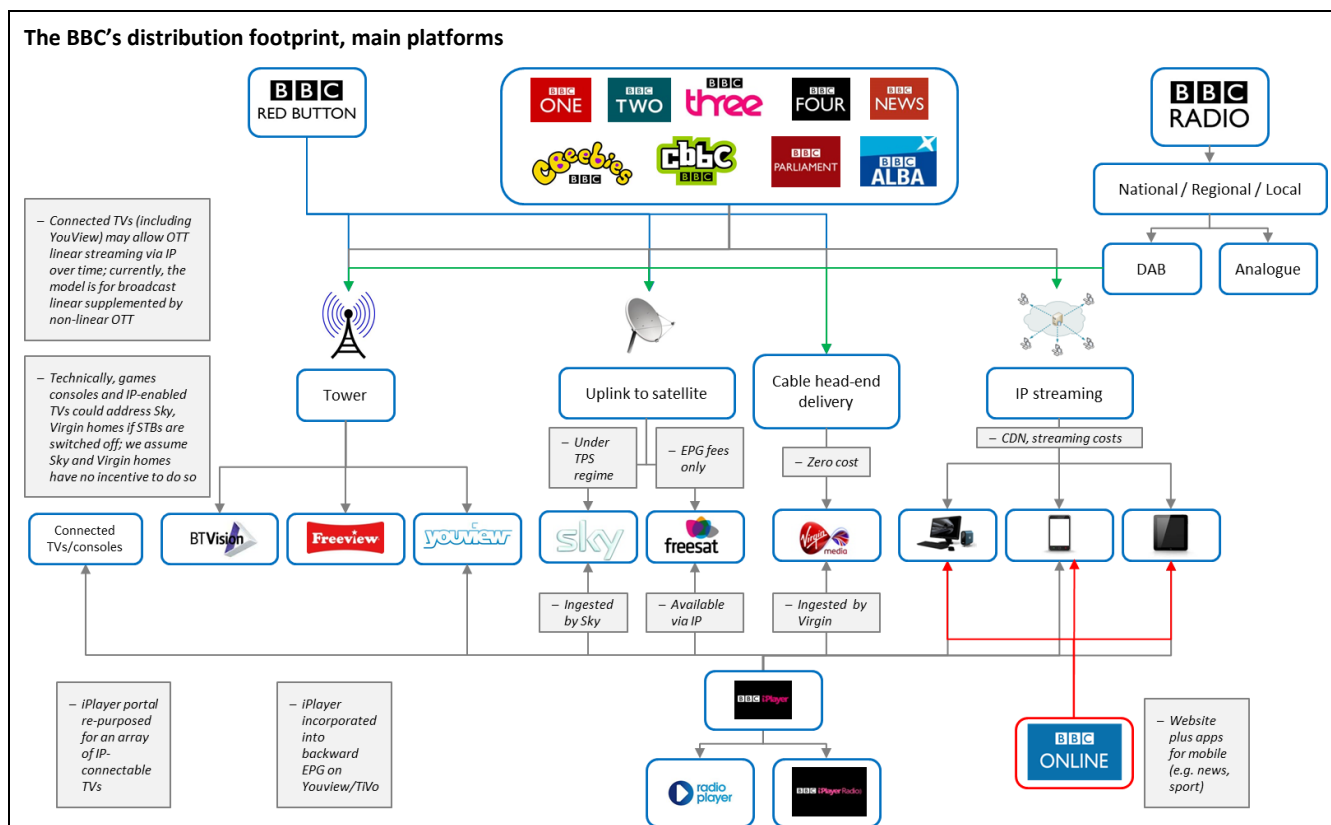 The BBC's distribution footprint, main platforms
BBC
RED BUTTON
BBC
ONE
BBC
TWO
BBC
three
BBC
FOUR
BBC
NEWS
CBeebies
BBC
cbbc
BBC
BBC
PARLIAMENT
BBC
ALBA
BBC
RADIO
National / Regional / Local
DAB
Analogue
– Connected TVs (including
YouView) may allow OTT
linear streaming via IP
over time; currently, the
model is for broadcast
linear supplemented by
non-linear OTT
– Technically, games
consoles and IP-enabled
TVs could address Sky,
Virgin homes if STBs are
switched off; we assume
Sky and Virgin homes
have no incentive to do so
Tower
Uplink to satellite
Cable head-end
delivery
IP streaming
– Under
TPS
regime
– EPG fees
only
– Zero cost
– CDN, streaming costs
Connected
TVs/consoles
BTVision
Freeview
youview
sky
freesat
Virgin
media
– Ingested
by Sky
– Available
via IP
– Ingested by
Virgin
– iPlayer portal
re-purposed
for an array
of IP-
connectable
TVs
– iPlayer
incorporated
into
backward
EPG on
Youview/TiVo
BBC iPlayer
radio
player
BBC iPlayer Radio
BBC
ONLINE
– Website
plus apps
for mobile
(e.g. news,
sport)